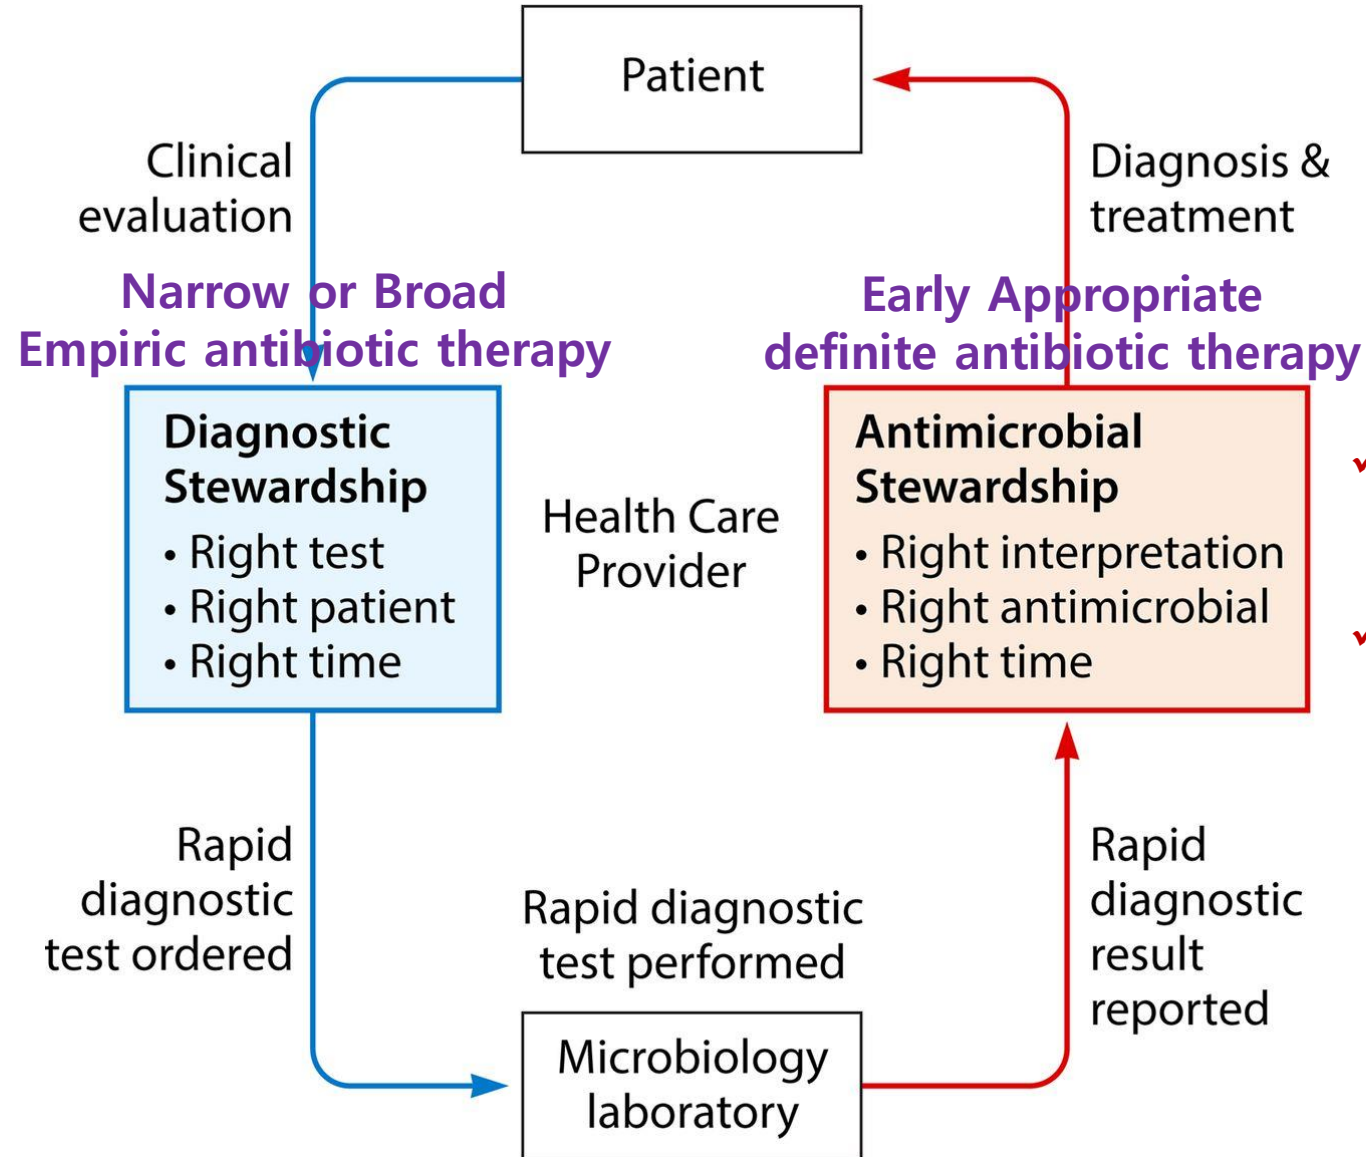 Patient
Clinical
evaluation
Diagnosis &
treatment
Narrow or Broad
Empiric antibiotic therapy
Early Appropriate
definite antibiotic therapy
Diagnostic
Stewardship
• Right test
• Right patient
• Right time
Health Care
Provider
Antimicrobial
Stewardship
• Right interpretation
• Right antimicrobial
• Right time
Rapid
diagnostic
test ordered
Rapid diagnostic
test performed
Rapid
diagnostic
result
reported
Microbiology
laboratory